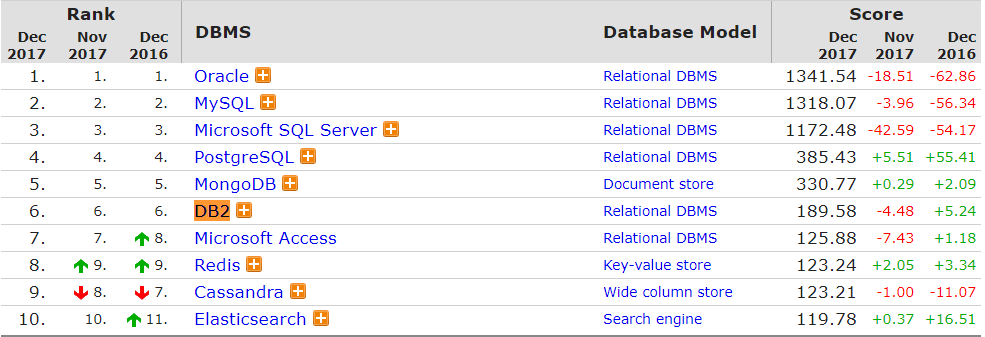 Rank DBMS Database Model Score
Dec 2017 Nov 2017 Dec 2016 Dec 2017 Nov 2017 Dec 2016
1. 1. 1. Oracle Relational DBMS 1341.54 -18.51 -62.86
2. 2. 2. MySQL Relational DBMS 1318.07 -3.96 -56.34
3. 3. 3. Microsoft SQL Server Relational DBMS 1172.48 -42.59 -54.17
4. 4. 4. PostgreSQL Relational DBMS 385.43 +5.51 +55.41
5. 5. 5. MongoDB Document store 330.77 +0.29 +2.09
6. 6. 6. DB2 Relational DBMS 189.58 -4.48 +5.24
7. 7. 8. Microsoft Access Relational DBMS 125.88 -7.43 +1.18
8. 9. 9. Redis Key-value store 123.24 +2.05 +3.34
9. 8. 7. Cassandra Wide column store 123.21 -1.00 -11.07
10. 10. 11. Elasticsearch Search engine 119.78 +0.37 +16.51